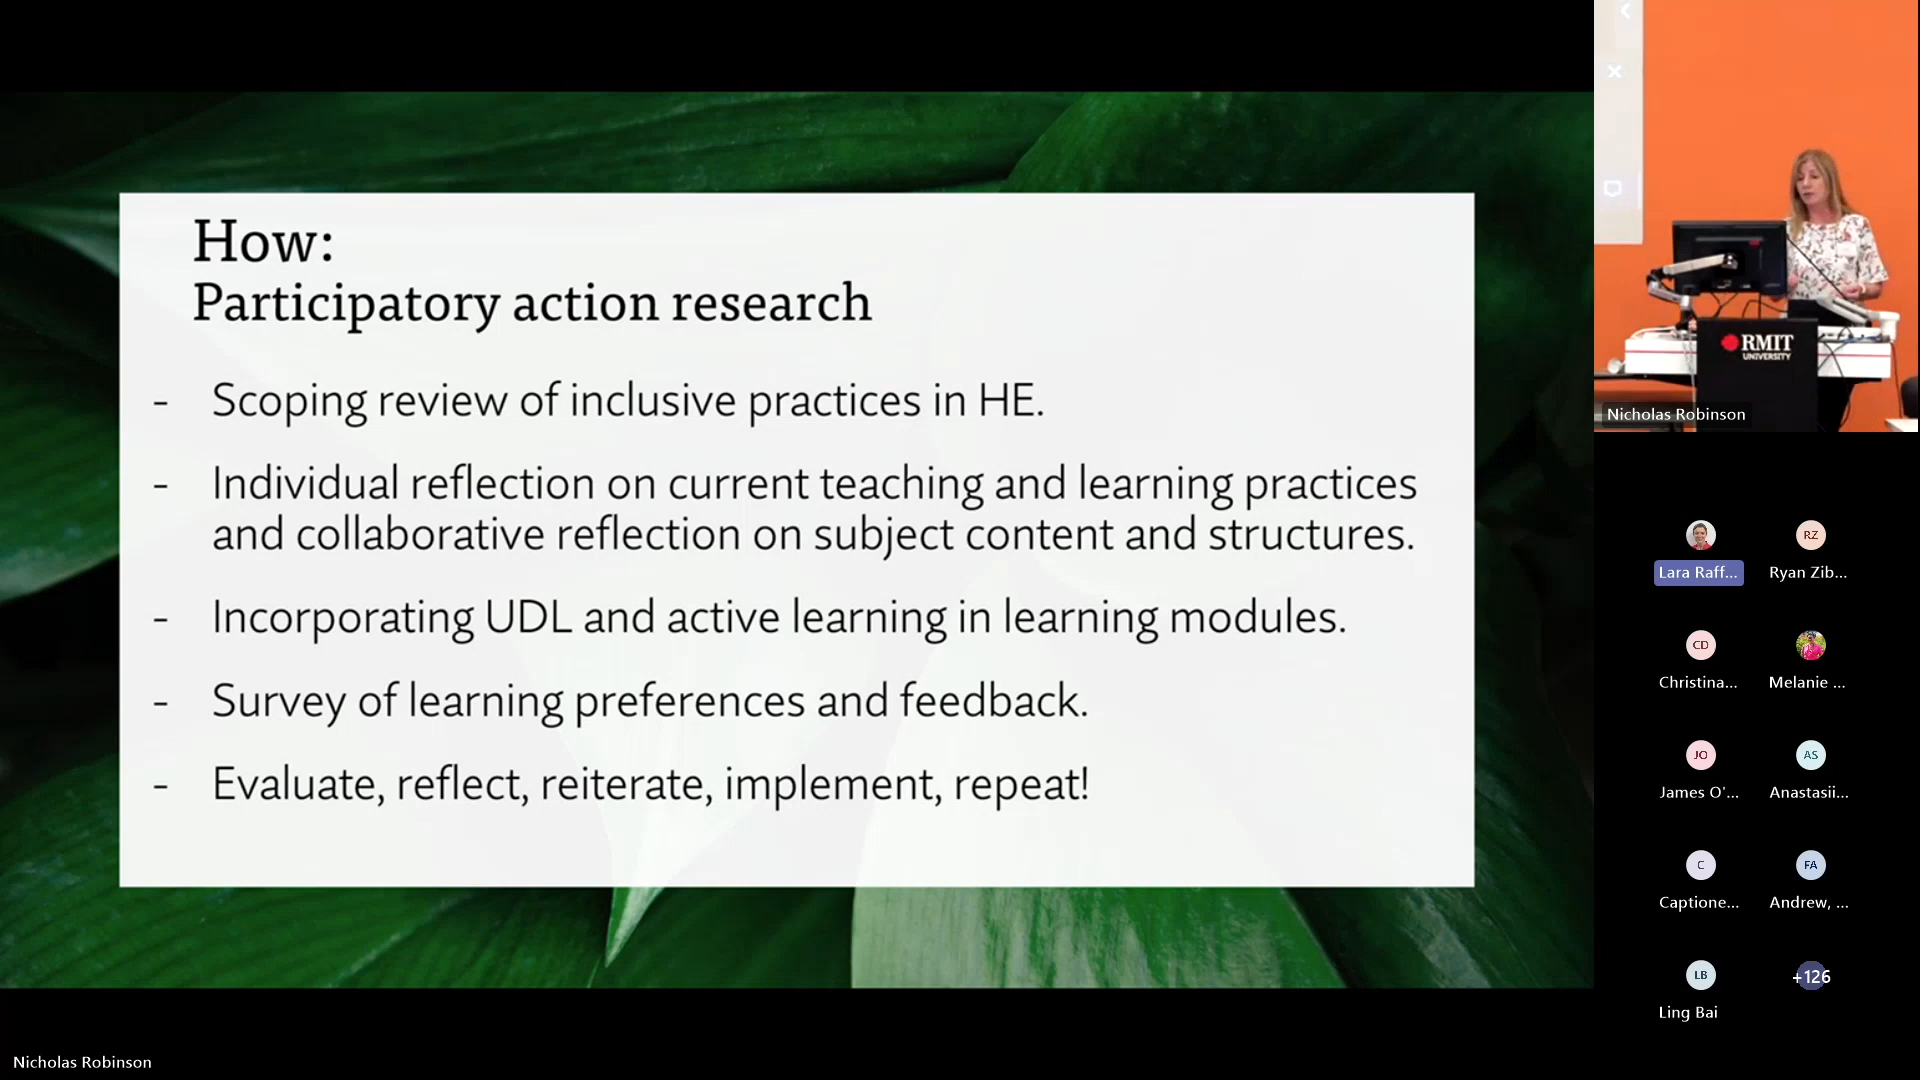 How:
Participatory action research
- Scoping review of inclusive practices in HE.
- Individual reflection on current teaching and learning practices
and collaborative reflection on subject content and structures.
- Incorporating UDL and active learning in learning modules.
- Survey of learning preferences and feedback.
- Evaluate, reflect, reiterate, implement, repeat!
RMIT
UNIVERSITY
Nicholas Robinson
RZ
Lara Raff... Ryan Zib...
CD
Christina... Melanie ...
JO AS
James O'... Anastasii...
C FA
Captione... Andrew, ...
LB +126
Ling Bai
Nicholas Robinson